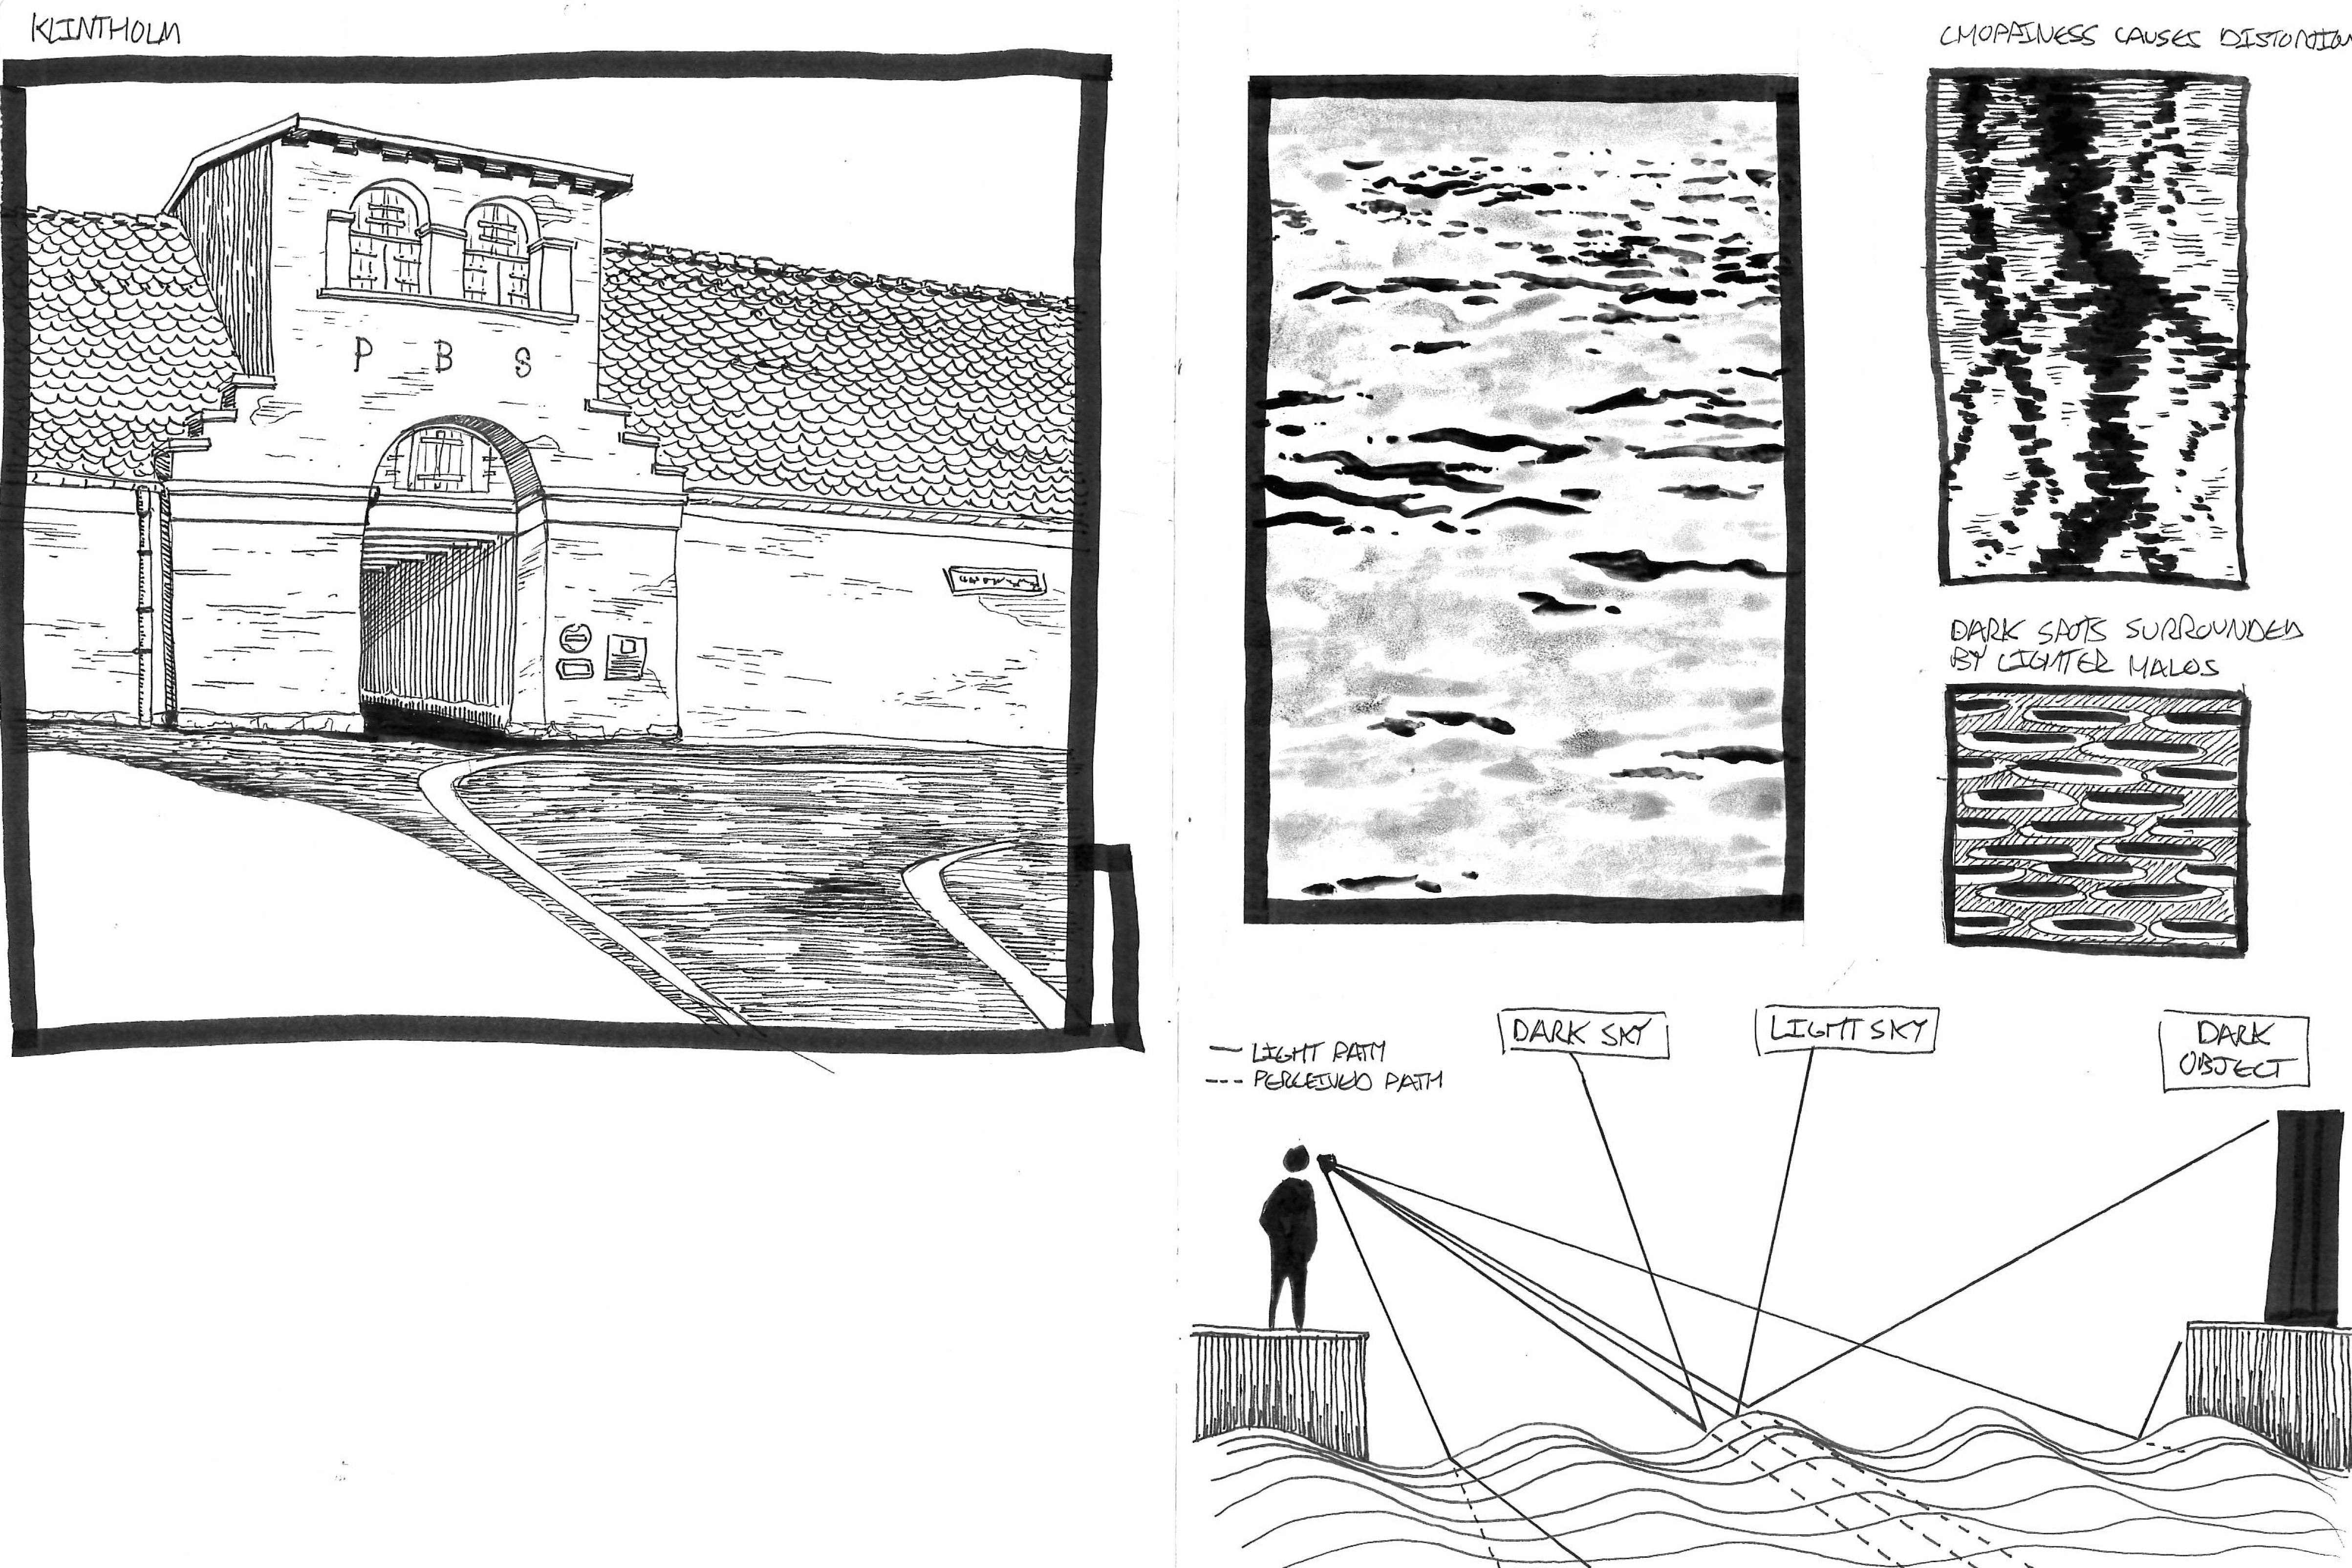 KLINTHOLM
P B S
CHOPPINESS CAUSES DISTORTION
DARK SPOTS SURROUNDED
BY LIGHTER HALOS
LIGHT PATH
PERCEIVED PATH
DARK SKY
LIGHT SKY
DARK
OBJECT